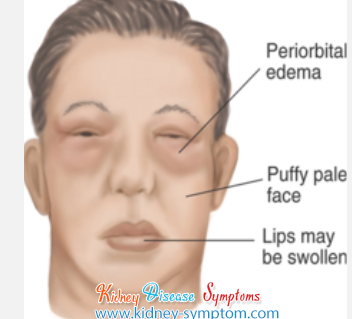 Periorbital
edema
Puffy pale
face
Lips may
be swollen
Kidney Disease Symptoms
www.kidney-symptom.com